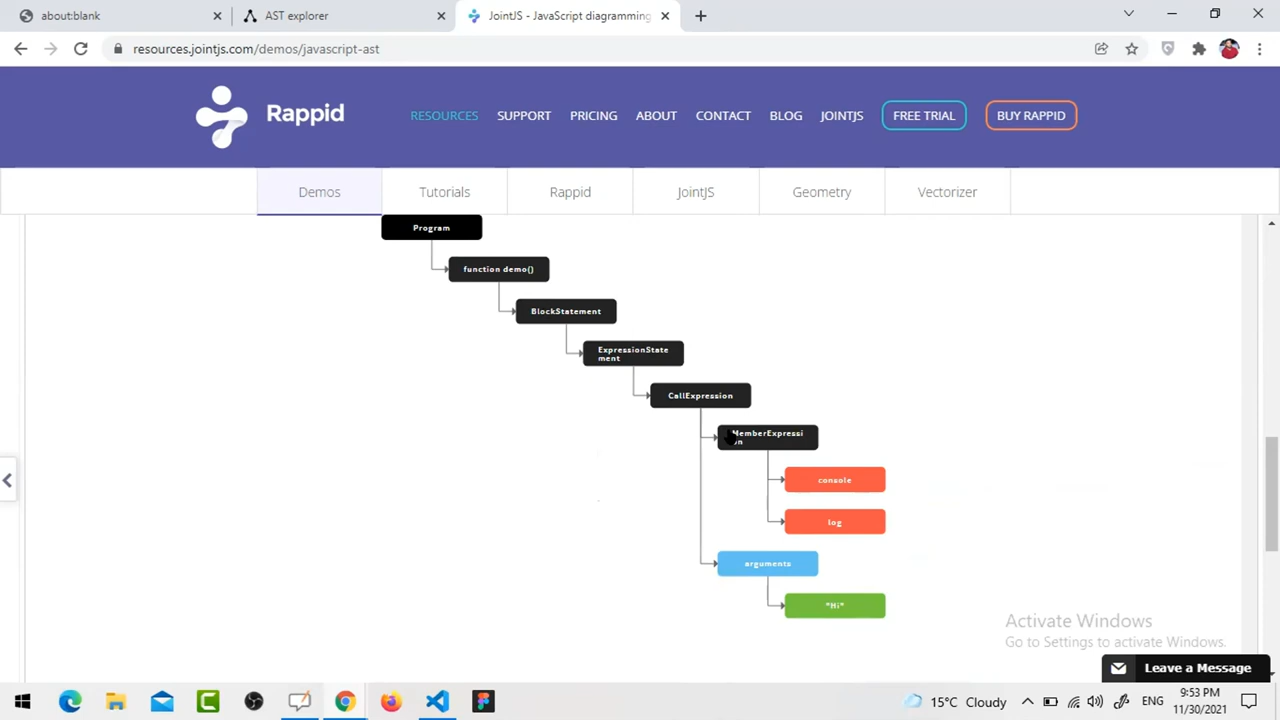 about:blank
AST explorer
JointJS - JavaScript diagramming
resources.jointjs.com/demos/javascript-ast
Rappid
RESOURCES
SUPPORT
PRICING
ABOUT
CONTACT
BLOG
JOINTJS
FREE TRIAL
BUY RAPPID
Demos
Tutorials
Rappid
JointJS
Geometry
Vectorizer
Program
function demo()
BlockStatement
ExpressionState
ment
CallExpression
MemberExpressi
on
console
log
arguments
"Hi"
Activate Windows
Go to Settings to activate Windows.
Leave a Message
15°C Cloudy
ENG
9:53 PM
11/30/2021